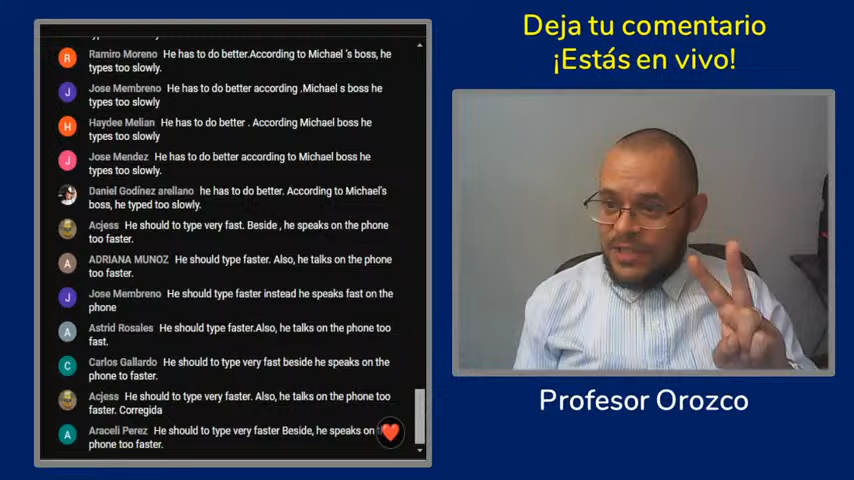 Deja tu comentario
¡Estás en vivo!
R Ramiro Moreno He has to do better.According to Michael 's boss, he
types too slowly.
J Jose Membreno He has to do better according .Michael s boss he
types too slowly
H Haydee Melian He has to do better . According Michael boss he
types too slowly
J Jose Mendez He has to do better according to Michael boss he
types too slowly.
Daniel Godínez arellano he has to do better. According to Michael's
boss, he typed too slowly.
Acjess He should to type very fast. Beside , he speaks on the phone
too faster.
A ADRIANA MUNOZ He should type faster. Also, he talks on the phone
too faster.
J Jose Membreno He should type faster instead he speaks fast on the
phone
A Astrid Rosales He should type faster.Also, he talks on the phone too
fast.
C Carlos Gallardo He should to type very fast beside he speaks on the
phone to faster.
Acjess He should to type very faster. Also, he talks on the phone too
faster. Corregida
A Araceli Perez He should to type very faster Beside, he speaks on
phone too faster.
Profesor Orozco